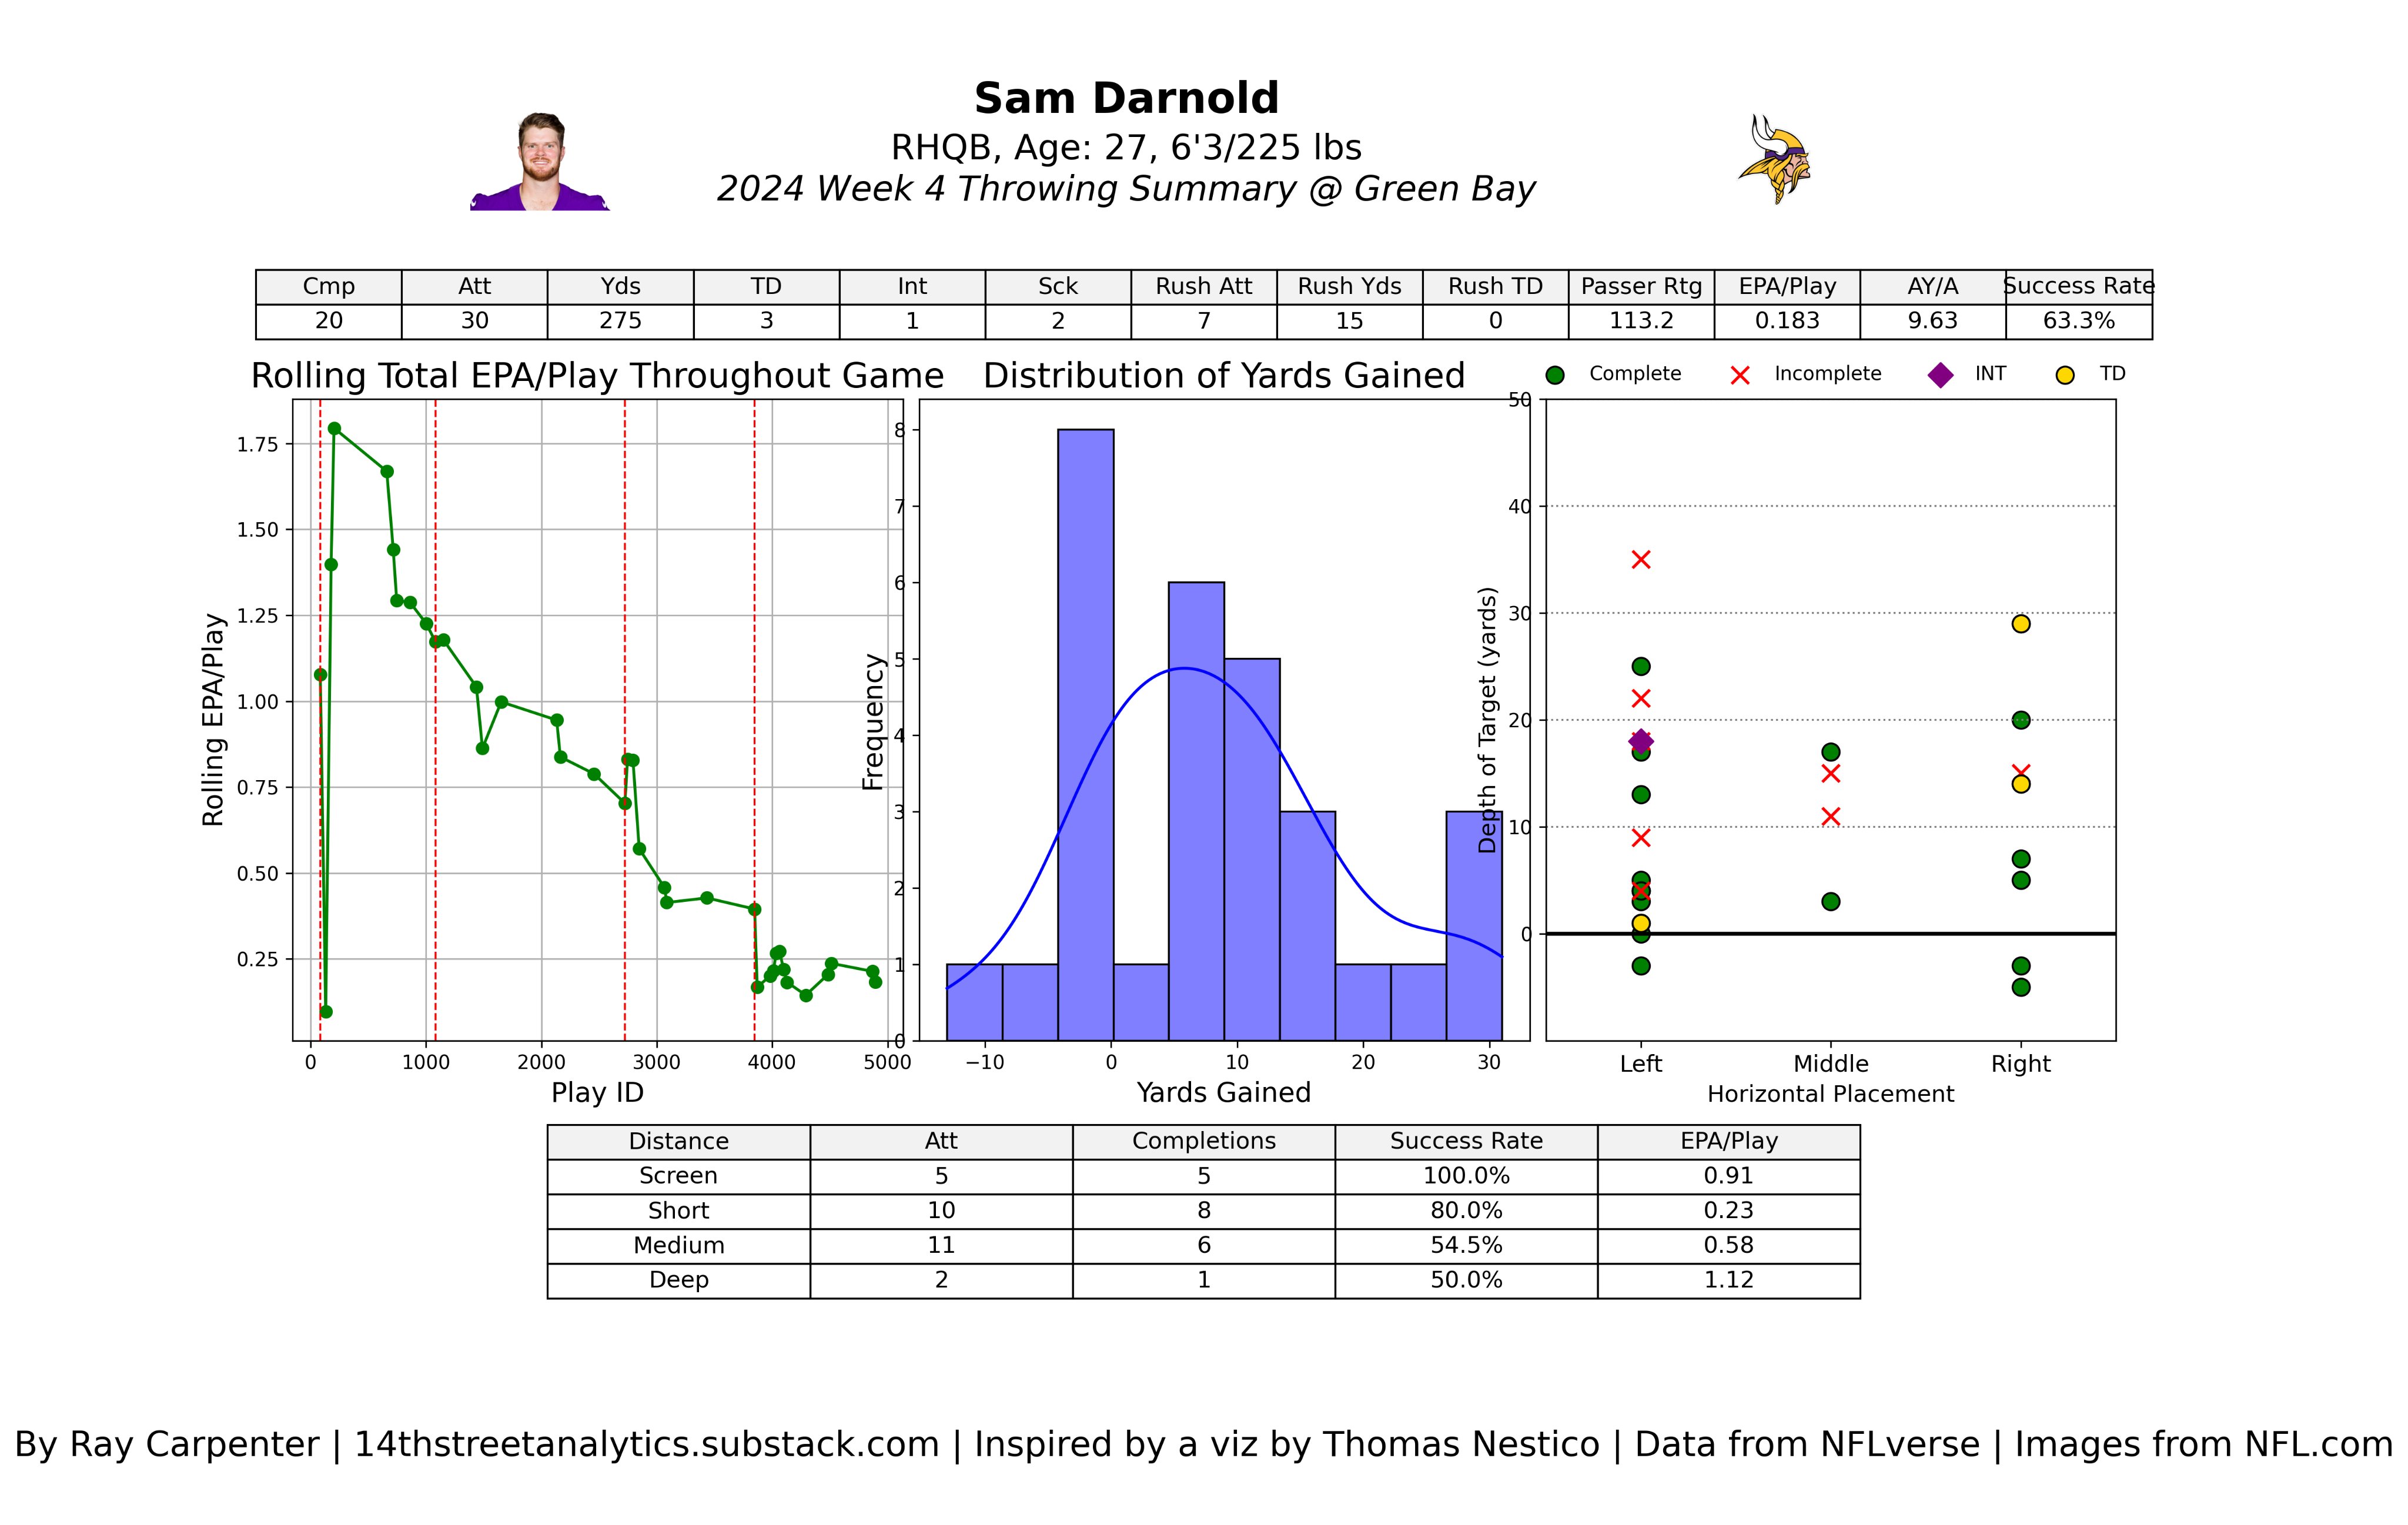 Sam Darnold
RHQB, Age: 27, 6'3/225 lbs
2024 Week 4 Throwing Summary @ Green Bay
Cmp Att Yds TD Int Sck Rush Att Rush Yds Rush TD Passer Rtg EPA/Play AY/A Success Rate
20 30 275 3 1 2 7 15 0 113.2 0.183 9.63 63.3%
Rolling Total EPA/Play Throughout Game
Rolling EPA/Play
1.75
1.50
1.25
1.00
0.75
0.50
0.25
0 1000 2000 3000 4000 5000
Play ID
Distribution of Yards Gained
Frequency
8
7
6
5
4
3
2
1
0
−10 0 10 20 30
Yards Gained
Complete Incomplete INT TD
Depth of Target (yards)
50
40
30
20
10
0
Left Middle Right
Horizontal Placement
Distance Att Completions Success Rate EPA/Play
Screen 5 5 100.0% 0.91
Short 10 8 80.0% 0.23
Medium 11 6 54.5% 0.58
Deep 2 1 50.0% 1.12
By Ray Carpenter | 14thstreetanalytics.substack.com | Inspired by a viz by Thomas Nestico | Data from NFLverse | Images from NFL.com